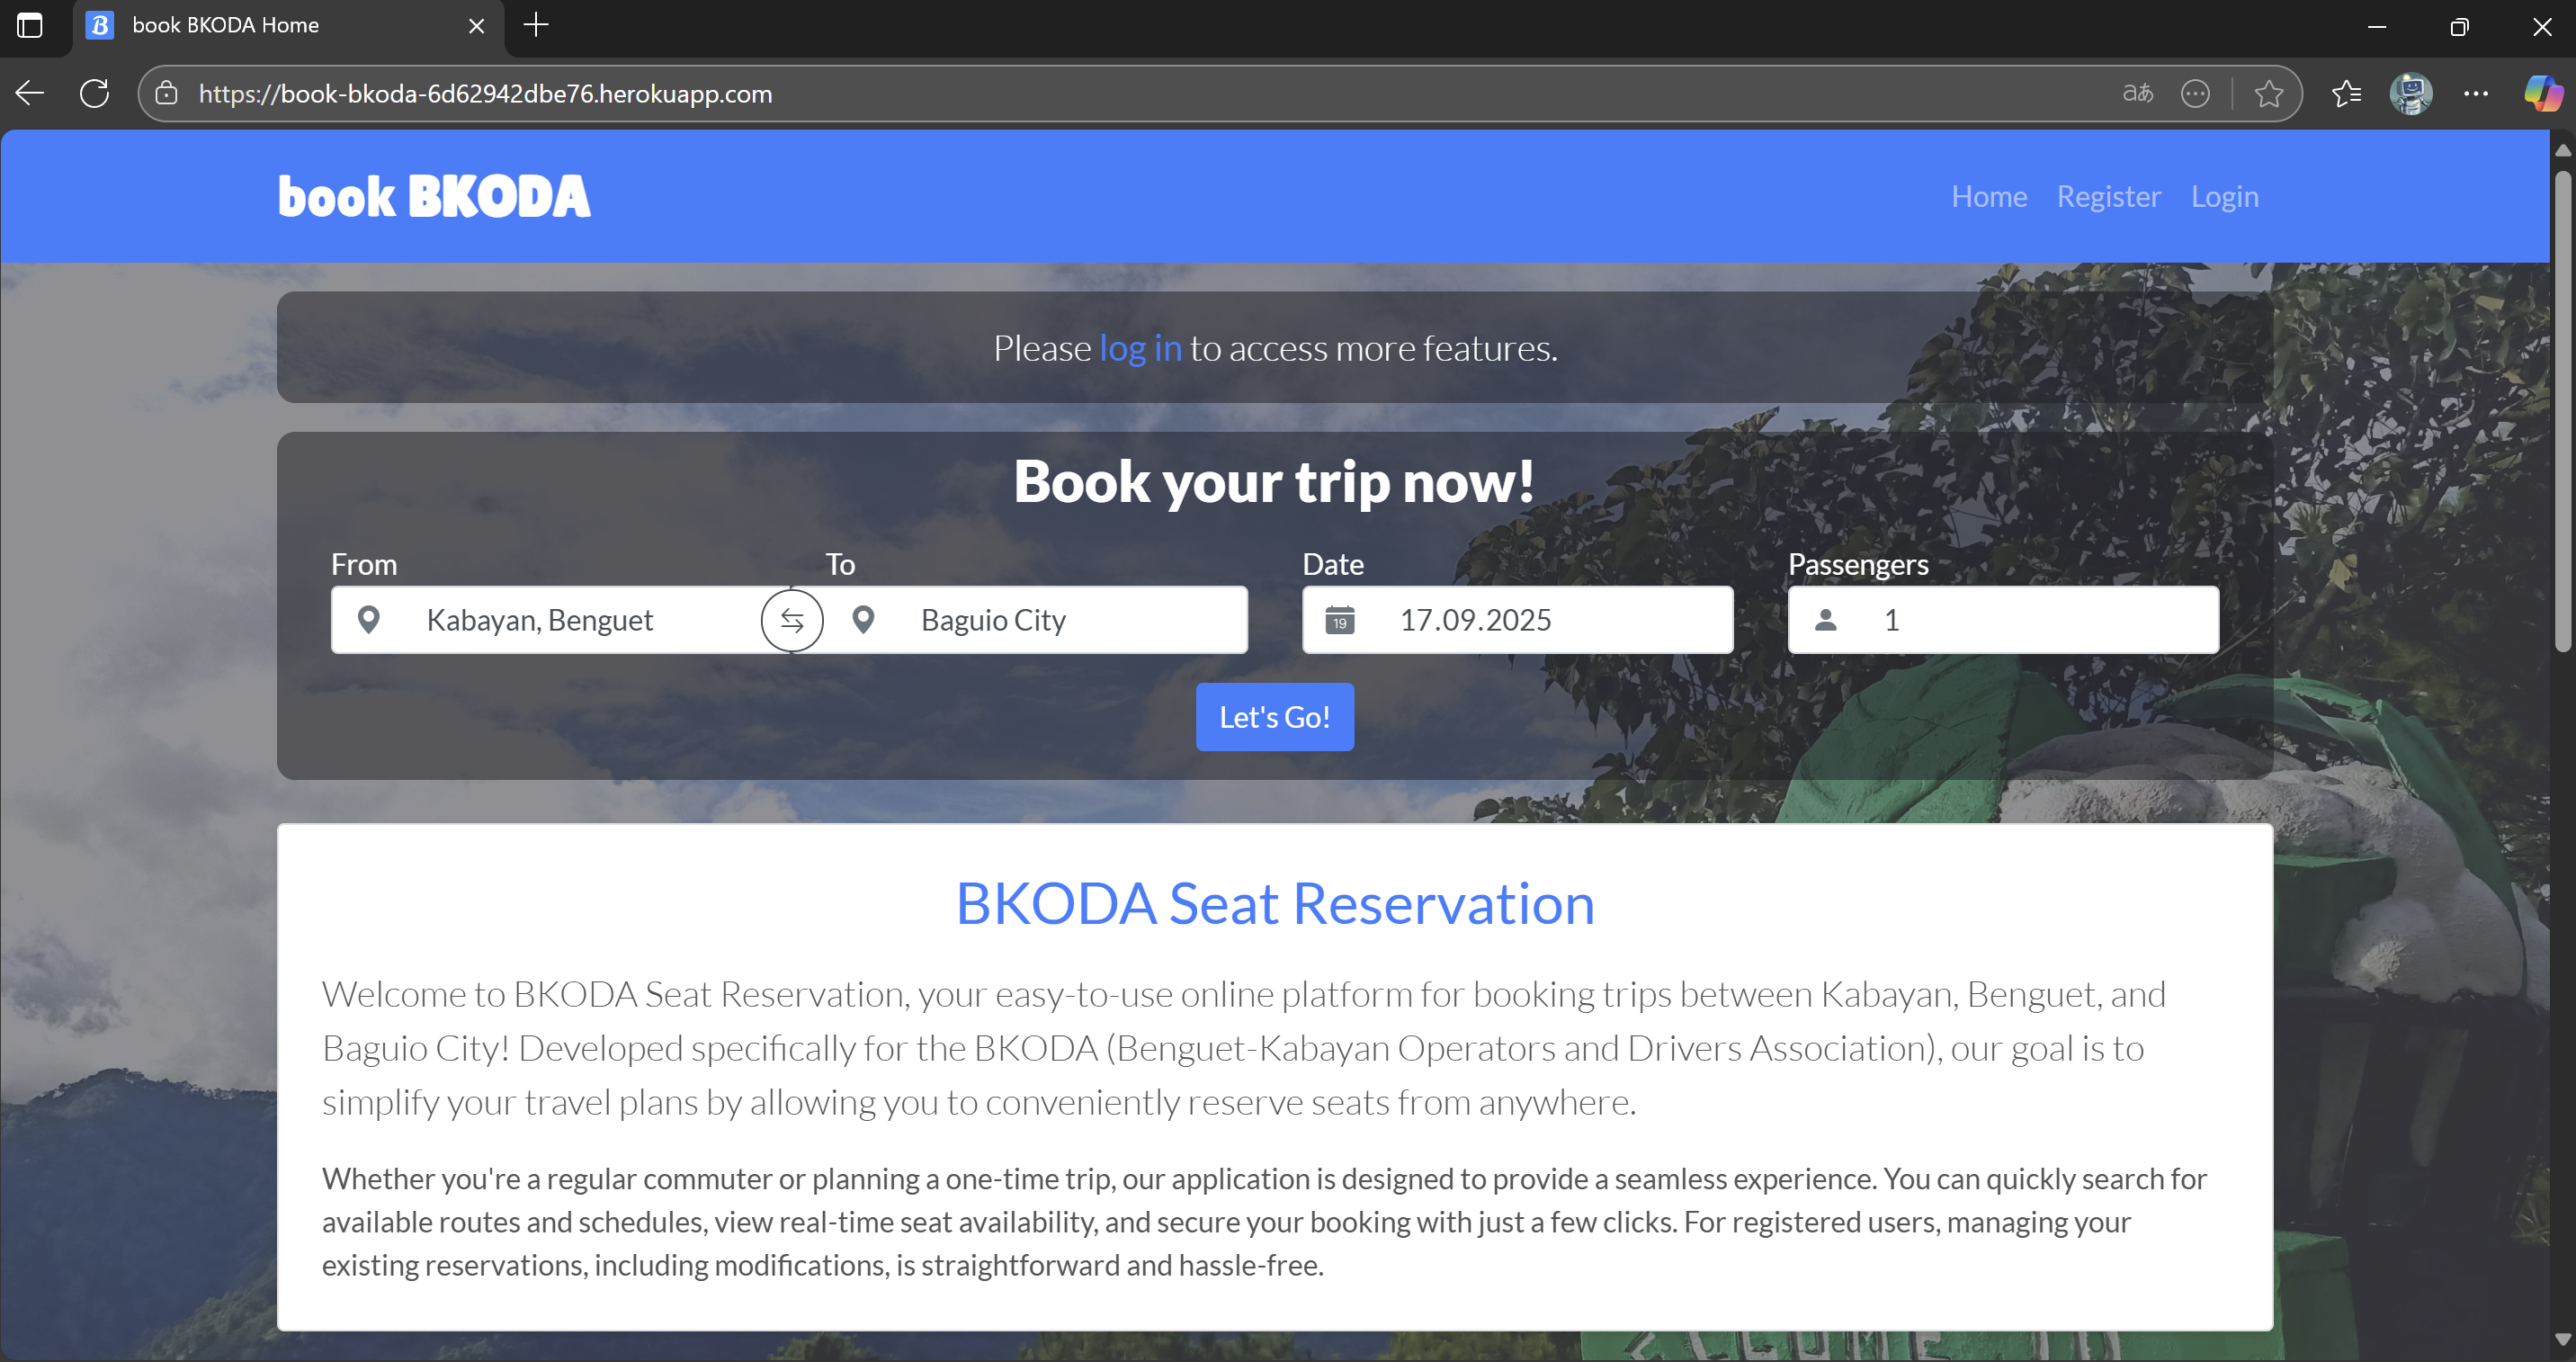 book BKODA Home
https://book-bkoda-6d62942dbe76.herokuapp.com
aあ
book BKODA
Home Register Login
Please log in to access more features.
Book your trip now!
From To Date Passengers
Kabayan, Benguet Baguio City 19 17.09.2025 1
Let's Go!
BKODA Seat Reservation
Welcome to BKODA Seat Reservation, your easy-to-use online platform for booking trips between Kabayan, Benguet, and
Baguio City! Developed specifically for the BKODA (Benguet-Kabayan Operators and Drivers Association), our goal is to
simplify your travel plans by allowing you to conveniently reserve seats from anywhere.
Whether you're a regular commuter or planning a one-time trip, our application is designed to provide a seamless experience. You can quickly search for
available routes and schedules, view real-time seat availability, and secure your booking with just a few clicks. For registered users, managing your
existing reservations, including modifications, is straightforward and hassle-free.